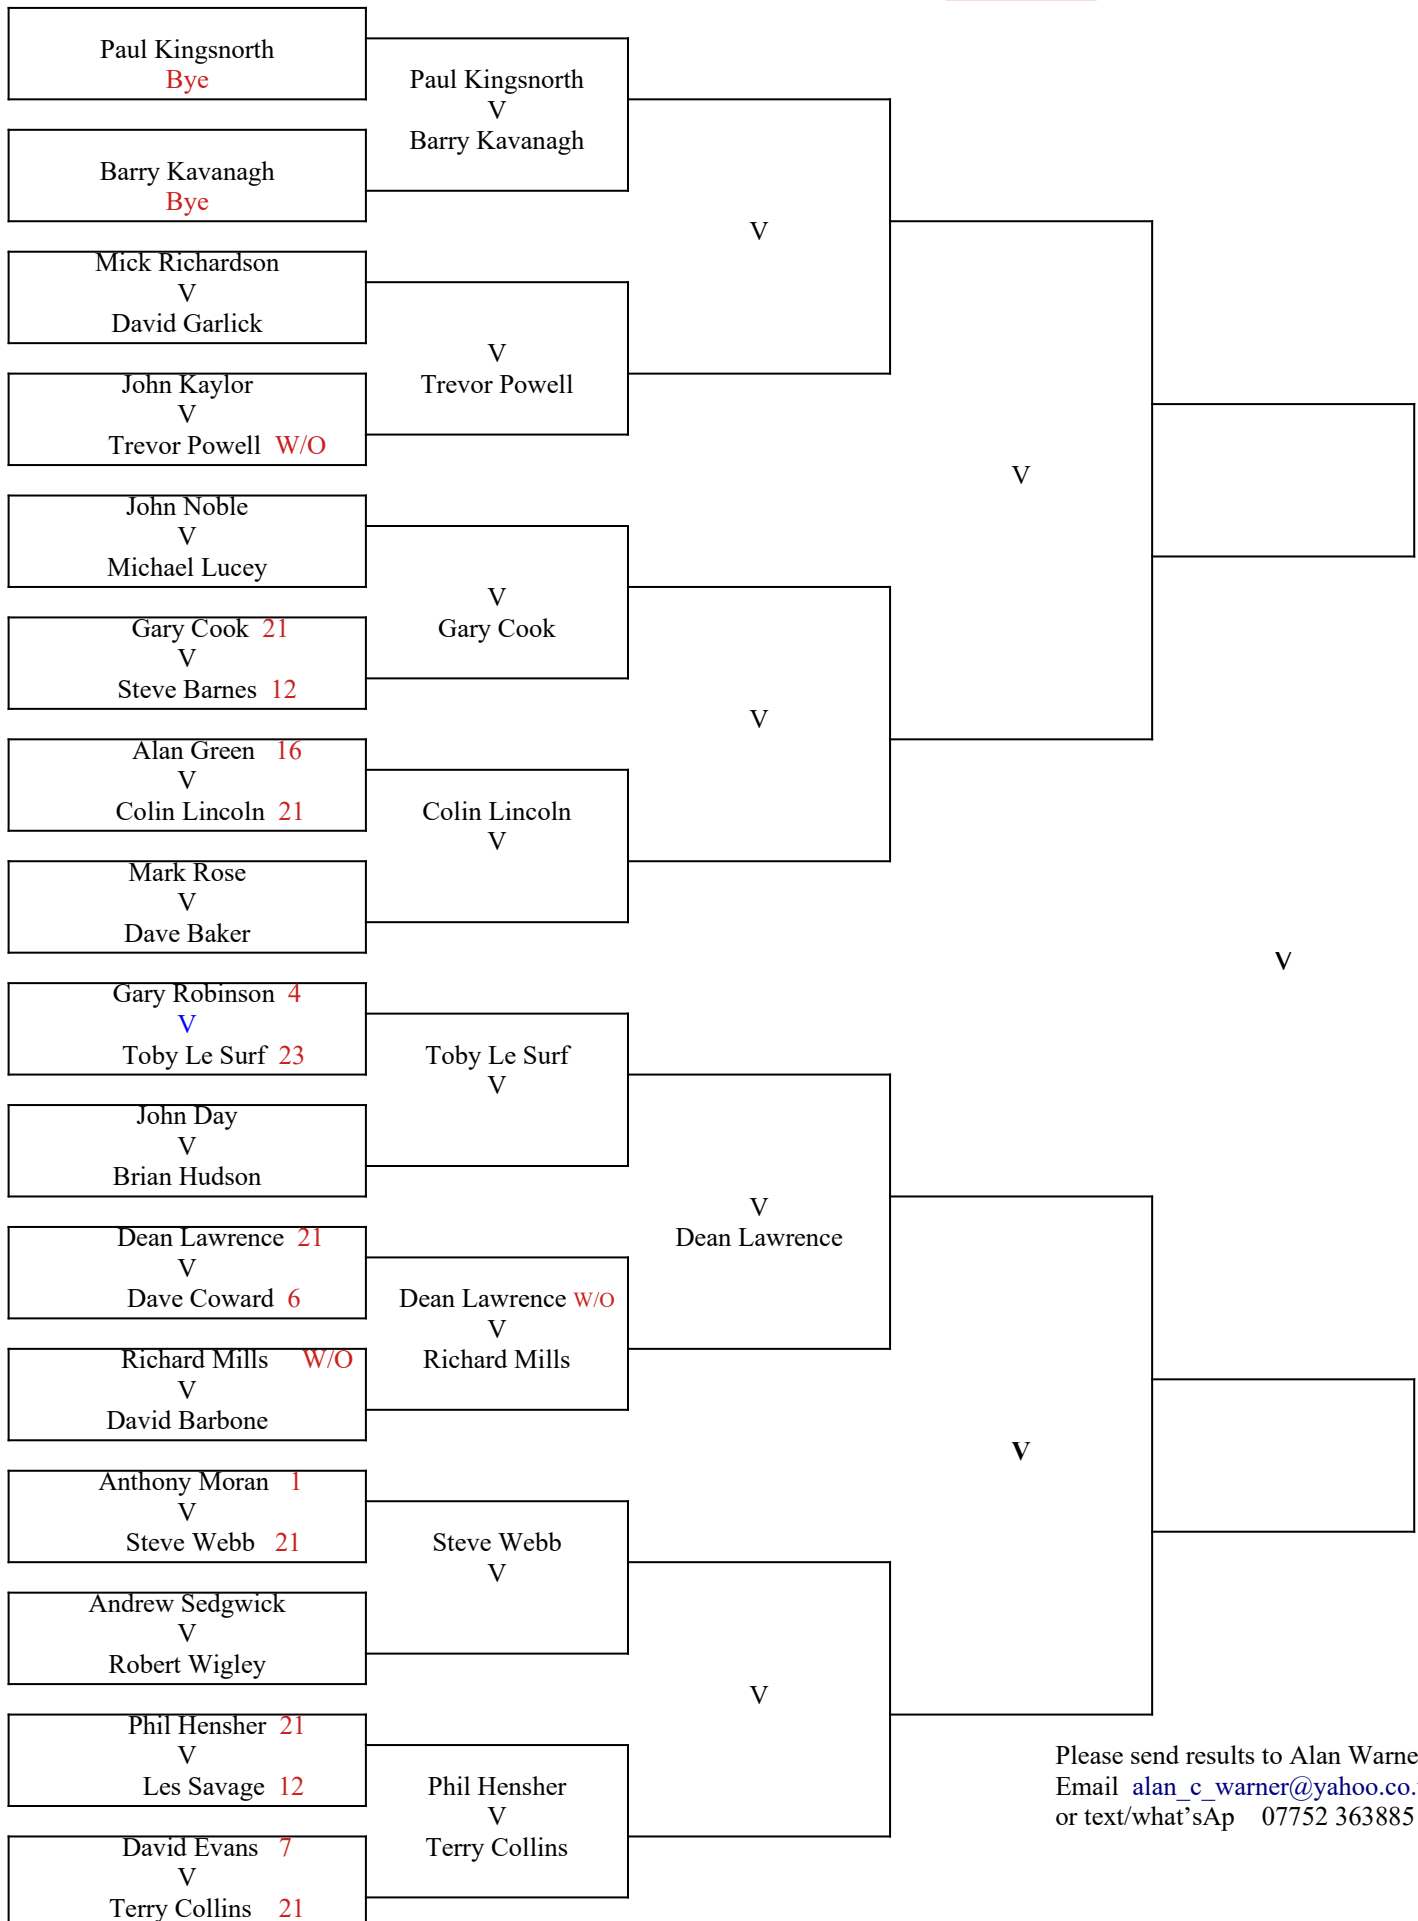 Paul Kingsnorth
Bye
Barry Kavanagh
Bye
Mick Richardson
V
David Garlick
John Kaylor
V
Trevor Powell W/O
John Noble
V
Michael Lucey
Gary Cook 21
V
Steve Barnes 12
Alan Green 16
V
Colin Lincoln 21
Mark Rose
V
Dave Baker
Gary Robinson 4
V
Toby Le Surf 23
John Day
V
Brian Hudson
Dean Lawrence 21
V
Dave Coward 6
Richard Mills W/O
V
David Barbone
Anthony Moran 1
V
Steve Webb 21
Andrew Sedgwick
V
Robert Wigley
Phil Hensher 21
V
Les Savage 12
David Evans 7
V
Terry Collins 21
Paul Kingsnorth
V
Barry Kavanagh
V
Trevor Powell
V
Gary Cook
Colin Lincoln
V
Toby Le Surf
V
Dean Lawrence W/O
V
Richard Mills
Steve Webb
V
Phil Hensher
V
Terry Collins
V
V
V
Dean Lawrence
V
V
V
V
Please send results to Alan Warne
Email alan_c_warner@yahoo.co.
or text/what'sAp 07752 363885